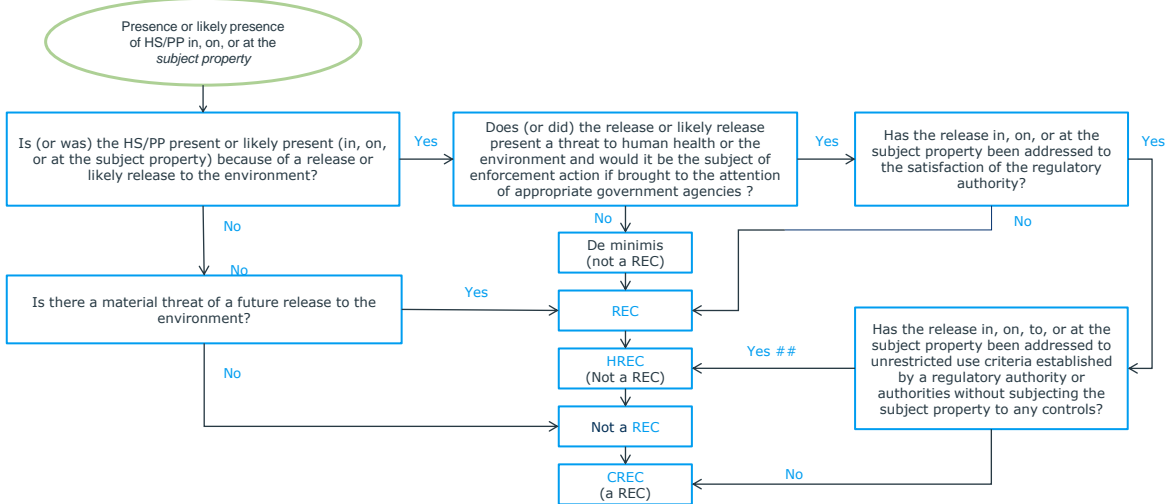 Presence or likely presence
of HS/PP in, on, or at the
subject property
Is (or was) the HS/PP present or likely present (in, on,
or at the subject property) because of a release or
likely release to the environment?
Yes
Does (or did) the release or likely release
present a threat to human health or the
environment and would it be the subject of
enforcement action if brought to the attention
of appropriate government agencies ?
Yes
Has the release in, on, or at the
subject property been addressed to
the satisfaction of the regulatory
authority?
Yes
No
No
No
De minimis
(not a REC)
No
Is there a material threat of a future release to the
environment?
Yes
REC
Has the release in, on, to, or at the
subject property been addressed to
unrestricted use criteria established
by a regulatory authority or
authorities without subjecting the
subject property to any controls?
Yes ##
HREC
(Not a REC)
No
Not a REC
CREC
(a REC)
No